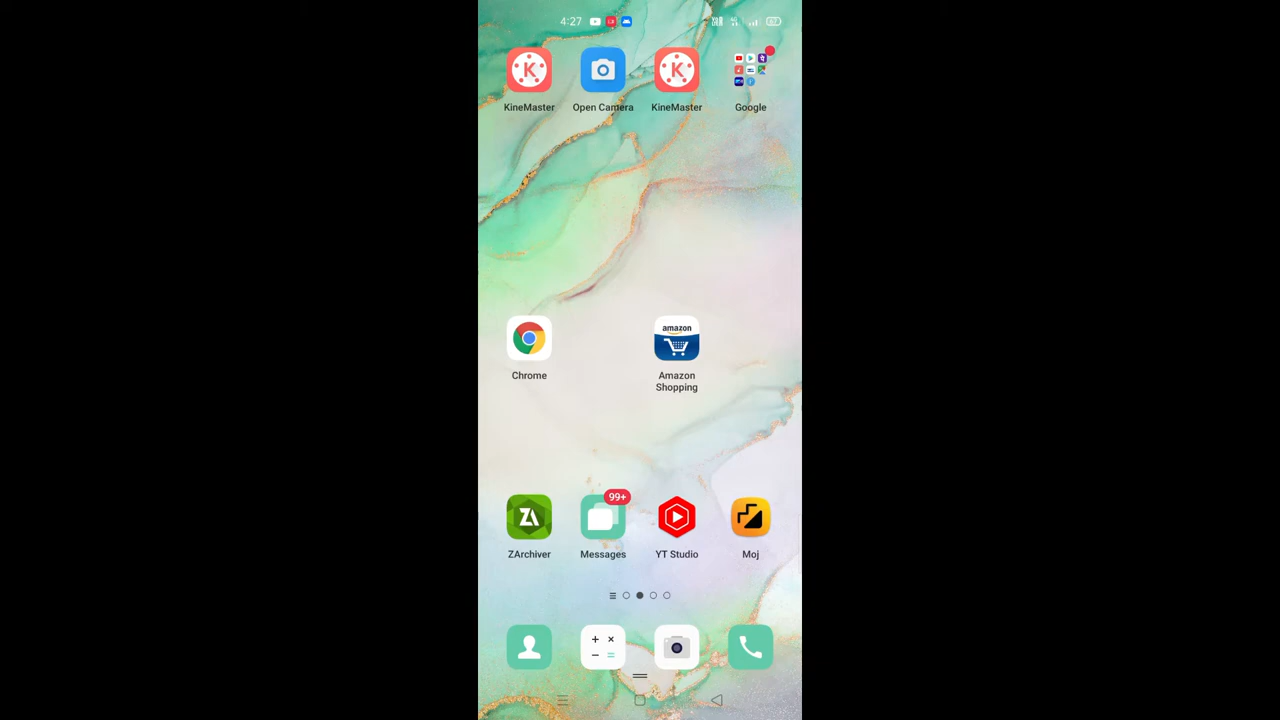 4:27
KineMaster
Open Camera
KineMaster
Google
Chrome
amazon
Amazon
Shopping
ZArchiver
99+
Messages
YT Studio
Moj